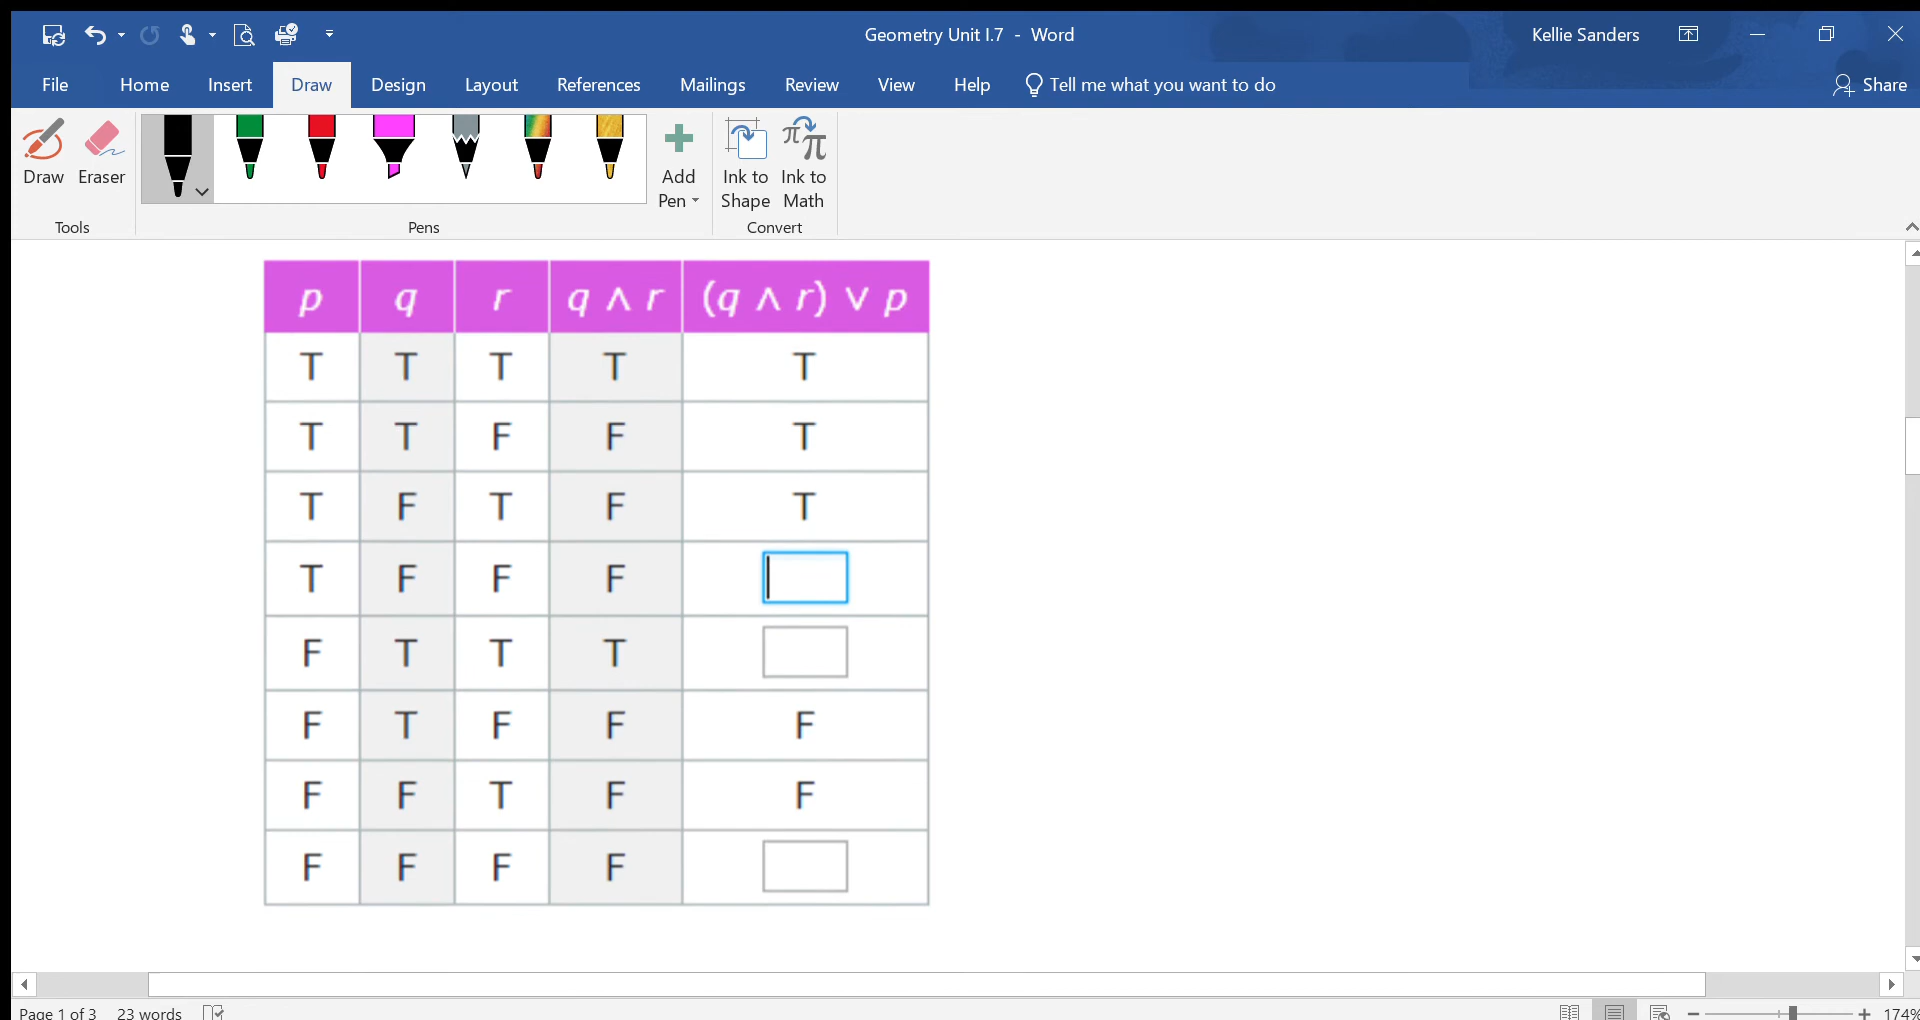 Geometry Unit I.7 - Word
Kellie Sanders
File Home Insert Draw Design Layout References Mailings Review View Help Tell me what you want to do Share
Draw Eraser Add Pen Ink to Shape Ink to Math
Tools Pens Convert
p q r q ∧ r (q ∧ r) ∨ p
T T T T T
T T F F T
T F T F T
T F F F
F T T T
F T F F F
F F T F F
F F F F
Page 1 of 3 23 words 174%